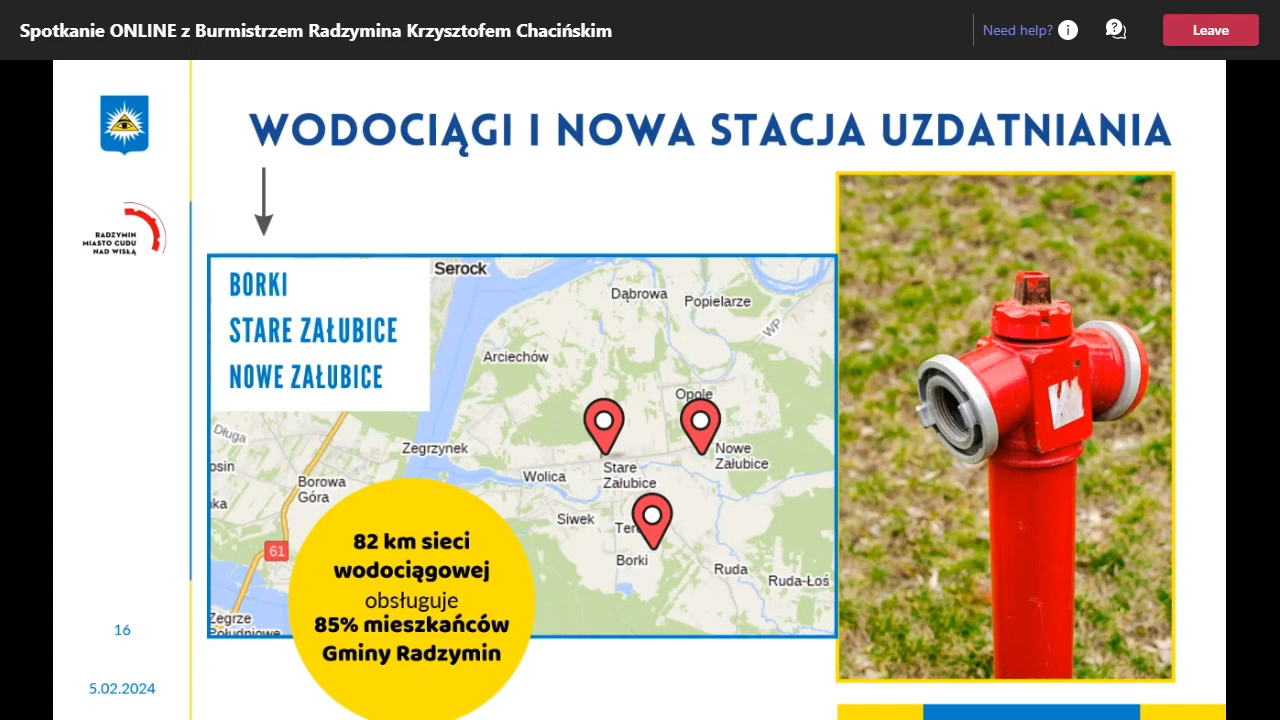 Spotkanie ONLINE z Burmistrzem Radzymina Krzysztofem Chacińskim
Need help?
Leave
WODOCIĄGI I NOWA STACJA UZDATNIANIA
RADZYMIN
MIASTO CUDU
NAD WISŁĄ
BORKI
STARE ZAŁUBICE
NOWE ZAŁUBICE
Serock
Dąbrowa
Popielarze
WP
Arciechów
Opole
Długa
osin
Zegrzynek
Nowe
Załubice
Stare
Załubice
Wolica
Borowa
Góra
ka
Siwek
Ter
61
Borki
Ruda
Ruda-Łoś
Zegrze
Południowe
82 km sieci
wodociągowej
obsługuje
85% mieszkańców
Gminy Radzymin
16
5.02.2024